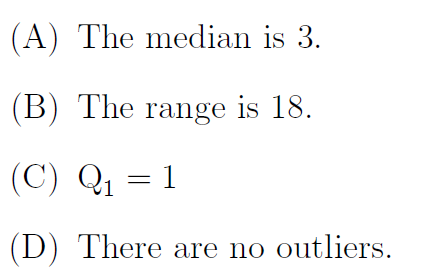 (A) The median is 3.
(B) The range is 18.
(C) Q₁ = 1
(D) There are no outliers.